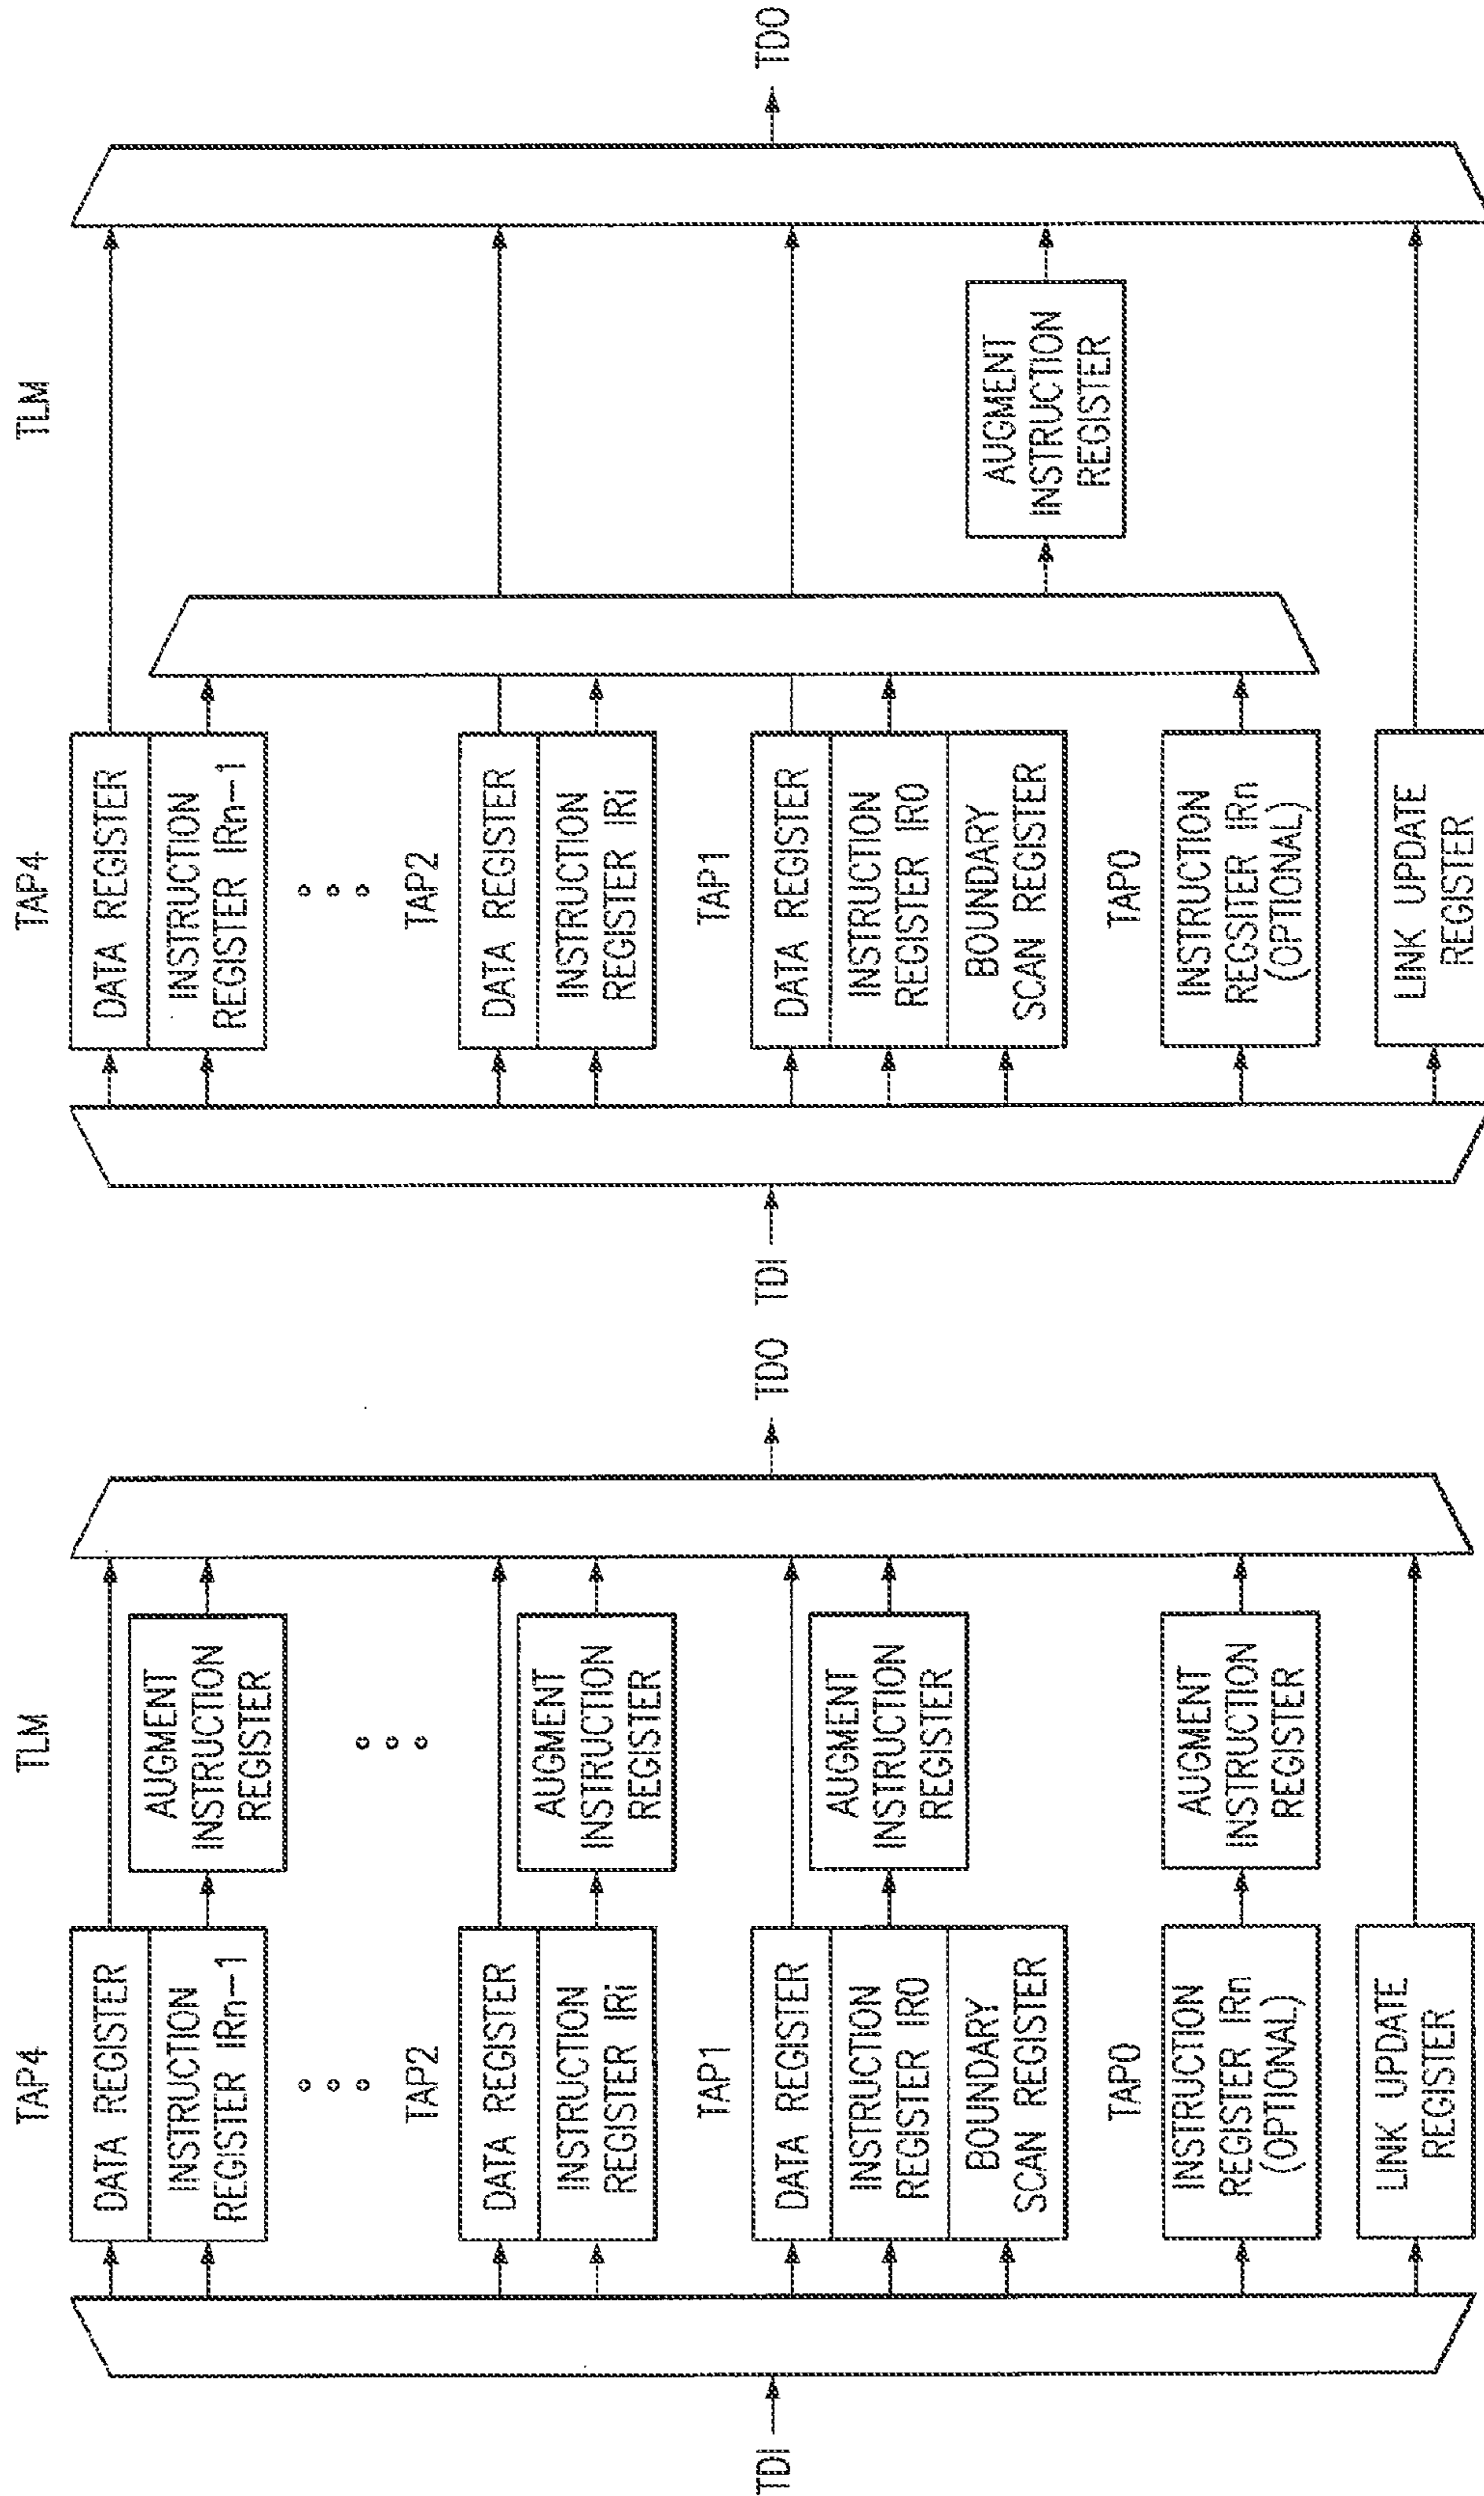 TAP4
TLM
DATA REGISTER
INSTRUCTION
REGISTER IRn-1
AUGMENT
INSTRUCTION
REGISTER
TAP2
DATA REGISTER
INSTRUCTION
REGISTER IRi
AUGMENT
INSTRUCTION
REGISTER
TAP1
TDI
TDO
DATA REGISTER
INSTRUCTION
REGISTER IR0
BOUNDARY
SCAN REGISTER
AUGMENT
INSTRUCTION
REGISTER
TAP0
INSTRUCTION
REGISTER IRn
(OPTIONAL)
AUGMENT
INSTRUCTION
REGISTER
LINK UPDATE
REGISTER
TAP4
TLM
DATA REGISTER
INSTRUCTION
REGISTER IRn-1
TAP2
DATA REGISTER
INSTRUCTION
REGISTER IRi
TAP1
TDI
TDO
DATA REGISTER
INSTRUCTION
REGISTER IR0
BOUNDARY
SCAN REGISTER
AUGMENT
INSTRUCTION
REGISTER
TAP0
INSTRUCTION
REGSITER IRn
(OPTIONAL)
LINK UPDATE
REGISTER